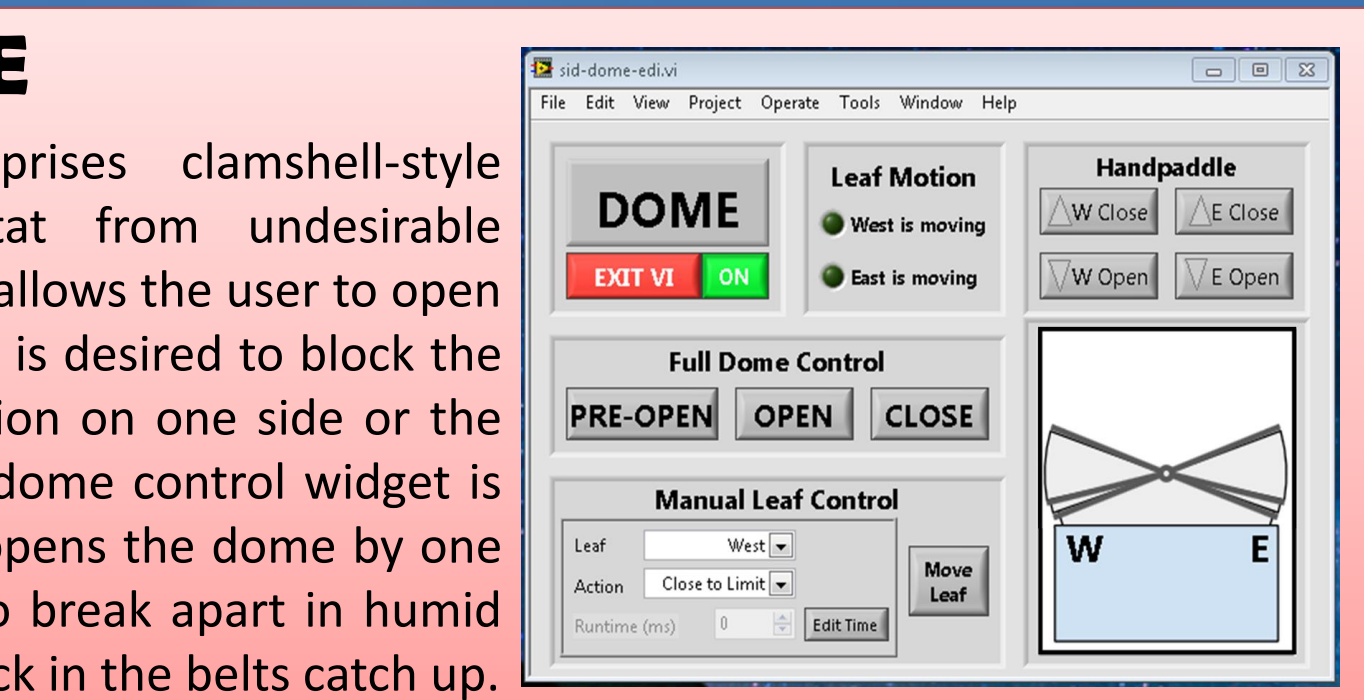 E
prises clamshell-style
tat from undesirable
allows the user to open
is desired to block the
ion on one side or the
dome control widget is
opens the dome by one
o break apart in humid
ck in the belts catch up.
sid-dome-edi.vi
File Edit View Project Operate Tools Window Help
DOME
EXIT VI ON
Leaf Motion
West is moving
East is moving
Handpaddle
W Close E Close
W Open E Open
Full Dome Control
PRE-OPEN OPEN CLOSE
Manual Leaf Control
Leaf West
Action Close to Limit
Runtime (ms) 0 Edit Time
Move
Leaf
W E